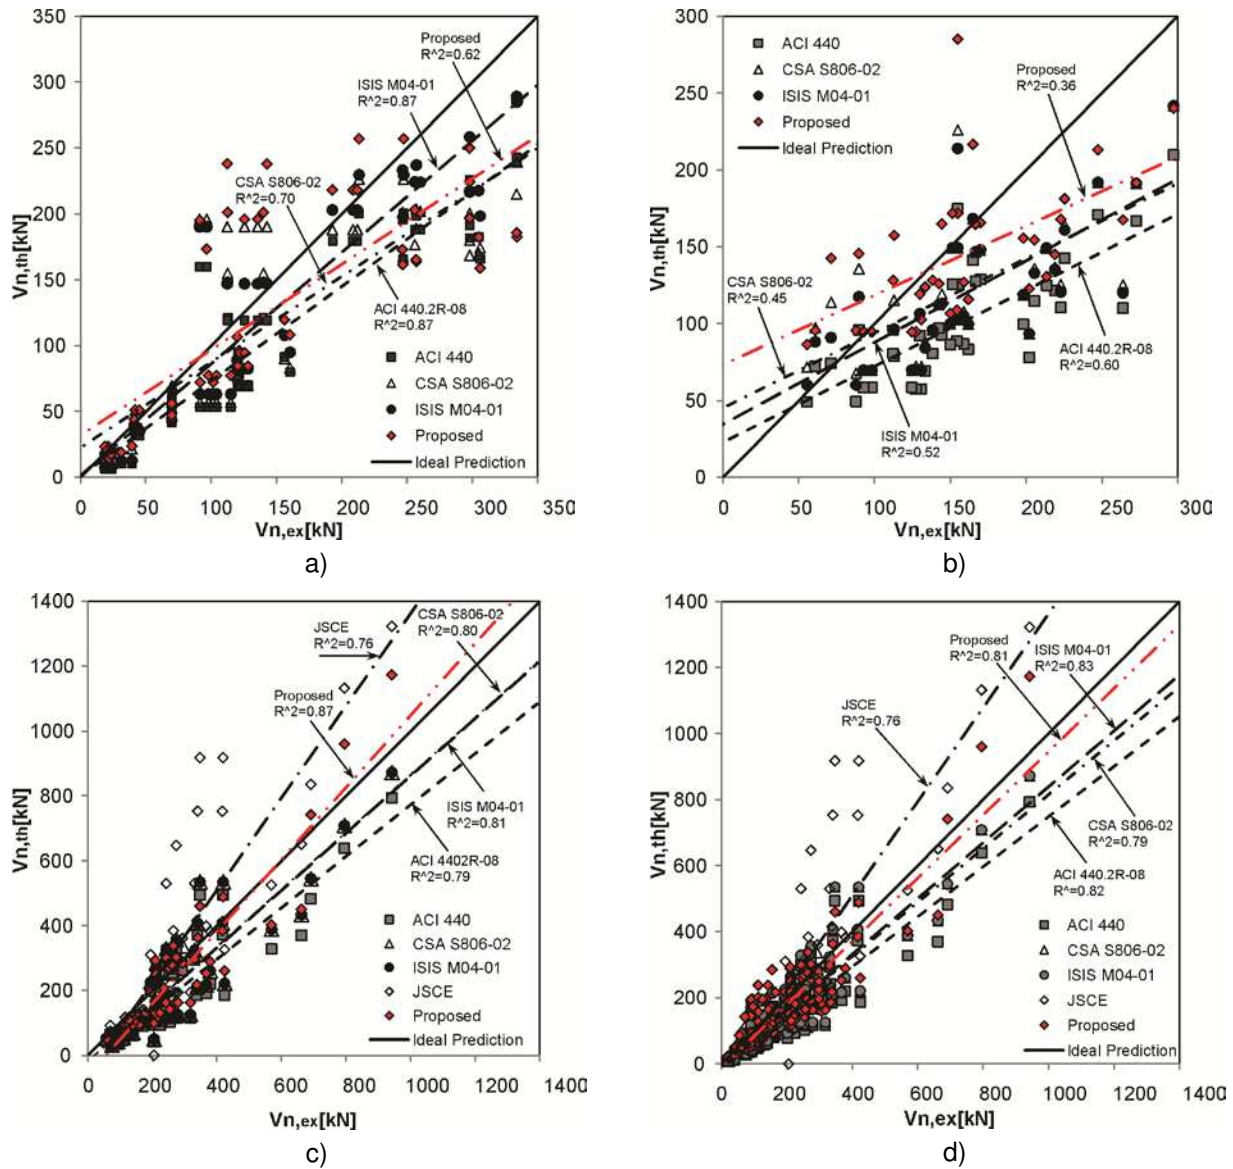 350
300
250
200
150
100
50
0
0 50 100 150 200 250 300 350
Vn,th[kN]
Vn,ex[kN]
Proposed
R^2=0.62
ISIS M04-01
R^2=0.87
CSA S806-02
R^2=0.70
ACI 440.2R-08
R^2=0.87
ACI 440
CSA S806-02
ISIS M04-01
Proposed
Ideal Prediction
a)
300
250
200
150
100
50
0
0 50 100 150 200 250 300
Vn,th[kN]
Vn,ex[kN]
ACI 440
CSA S806-02
ISIS M04-01
Proposed
Ideal Prediction
Proposed
R^2=0.36
CSA S806-02
R^2=0.45
ACI 440.2R-08
R^2=0.60
ISIS M04-01
R^2=0.52
b)
1400
1200
1000
800
600
400
200
0
0 200 400 600 800 1000 1200 1400
Vn,th[kN]
Vn,ex[kN]
CSA S806-02
R^2=0.80
JSCE
R^2=0.76
Proposed
R^2=0.87
ISIS M04-01
R^2=0.81
ACI 4402R-08
R^2=0.79
ACI 440
CSA S806-02
ISIS M04-01
JSCE
Proposed
Ideal Prediction
c)
1400
1200
1000
800
600
400
200
0
0 200 400 600 800 1000 1200 1400
Vn,th[kN]
Vn,ex[kN]
Proposed
R^2=0.81
ISIS M04-01
R^2=0.83
JSCE
R^2=0.76
CSA S806-02
R^2=0.79
ACI 440.2R-08
R^=0.82
ACI 440
CSA S806-02
ISIS M04-01
JSCE
Proposed
Ideal Prediction
d)